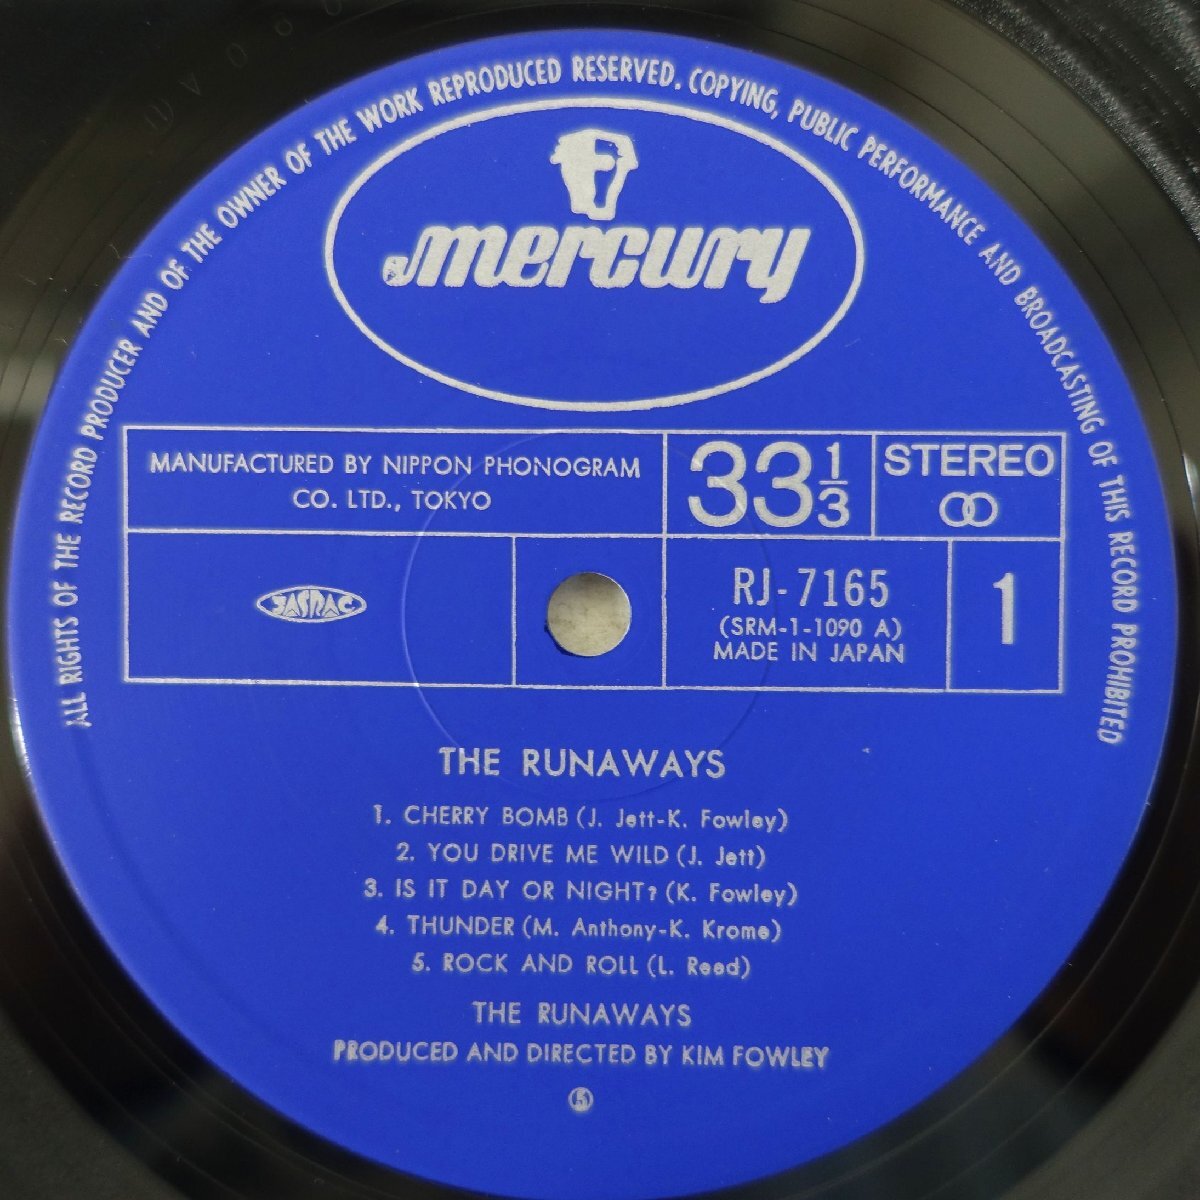 ALL RIGHTS OF THE RECORD PRODUCER AND OF THE OWNER OF THE WORK REPRODUCED RESERVED. COPYING, PUBLIC PERFORMANCE AND BROADCASTING OF THIS RECORD PROHIBITED
mercury
MANUFACTURED BY NIPPON PHONOGRAM
CO. LTD., TOKYO
33 1/3
STEREO
JASRAC
RJ-7165
(SRM-1-1090 A)
MADE IN JAPAN
1
THE RUNAWAYS
1. CHERRY BOMB (J. Jett-K. Fowley)
2. YOU DRIVE ME WILD (J. Jett)
3. IS IT DAY OR NIGHT? (K. Fowley)
4. THUNDER (M. Anthony-K. Krome)
5. ROCK AND ROLL (L. Reed)
THE RUNAWAYS
PRODUCED AND DIRECTED BY KIM FOWLEY